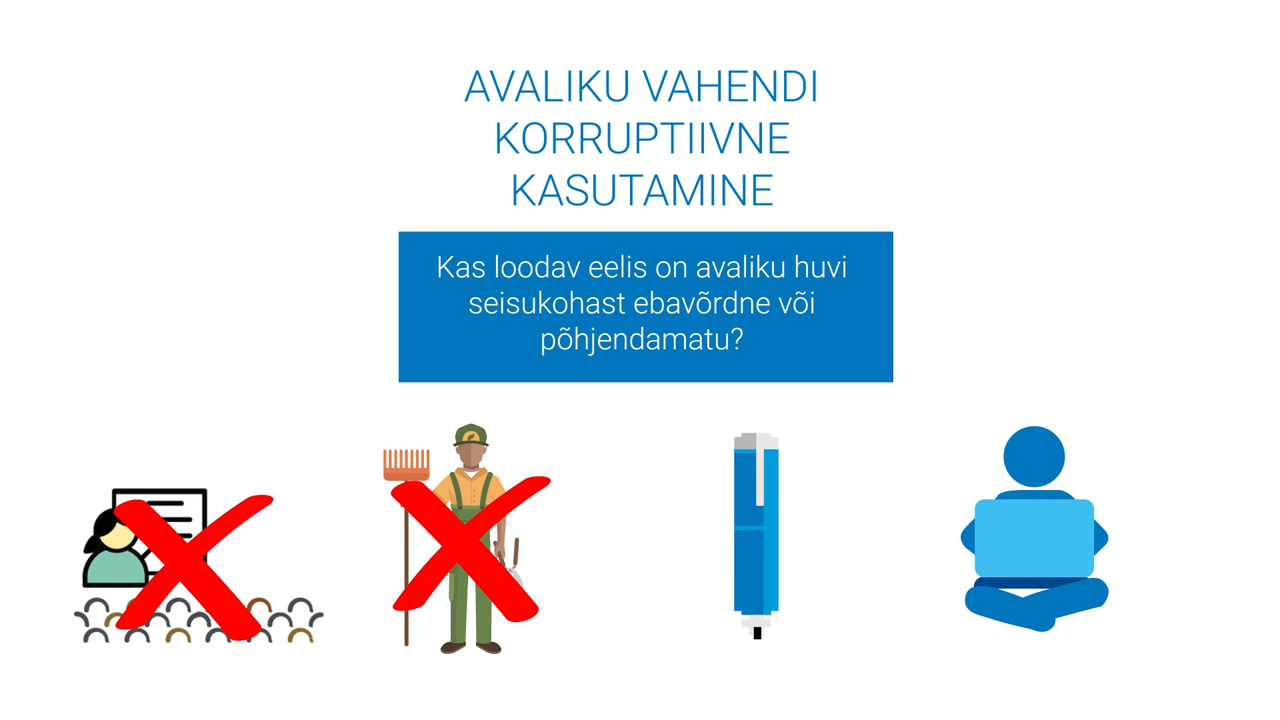 AVALIKU VAHENDI
KORRUPTIIVNE
KASUTAMINE
Kas loodav eelis on avaliku huvi
seisukohast ebavõrdne või
põhjendamatu?